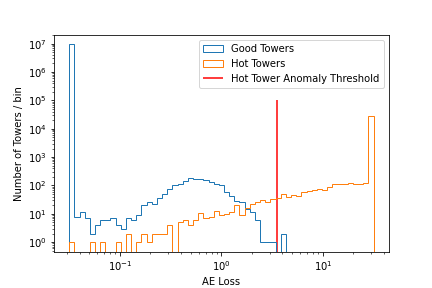 Good Towers
Hot Towers
Hot Tower Anomaly Threshold
Number of Towers / bin
10⁷
10⁶
10⁵
10⁴
10³
10²
10¹
10⁰
10⁻¹ 10⁰ 10¹
AE Loss